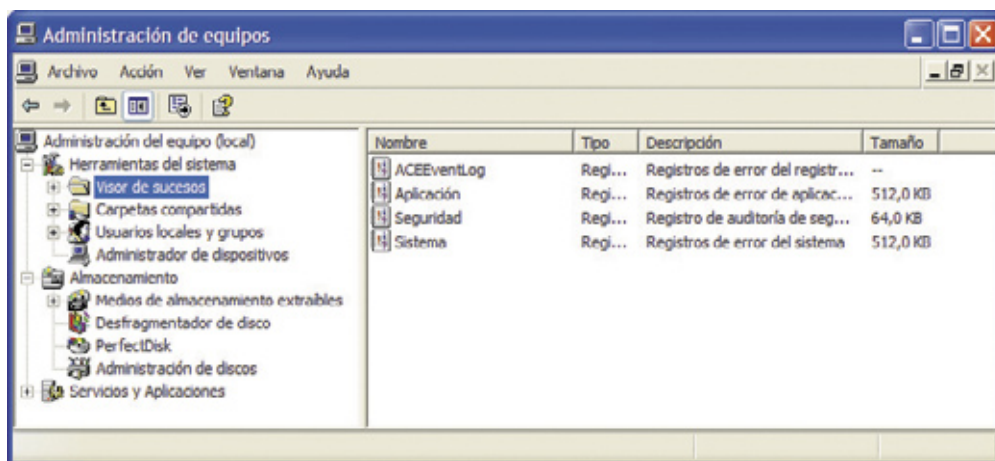 Administración de equipos
Archivo Acción Ver Ventana Ayuda
Administración del equipo (local)
Herramientas del sistema
Visor de sucesos
Carpetas compartidas
Usuarios locales y grupos
Administrador de dispositivos
Almacenamiento
Medios de almacenamiento extraíbles
Desfragmentador de disco
PerfectDisk
Administración de discos
Servicios y Aplicaciones
Nombre Tipo Descripción Tamaño
ACEEventLog Regi... Registros de error del registr... --
Aplicación Regi... Registros de error de aplicac... 512,0 KB
Seguridad Regi... Registro de auditoría de seg... 64,0 KB
Sistema Regi... Registros de error del sistema 512,0 KB